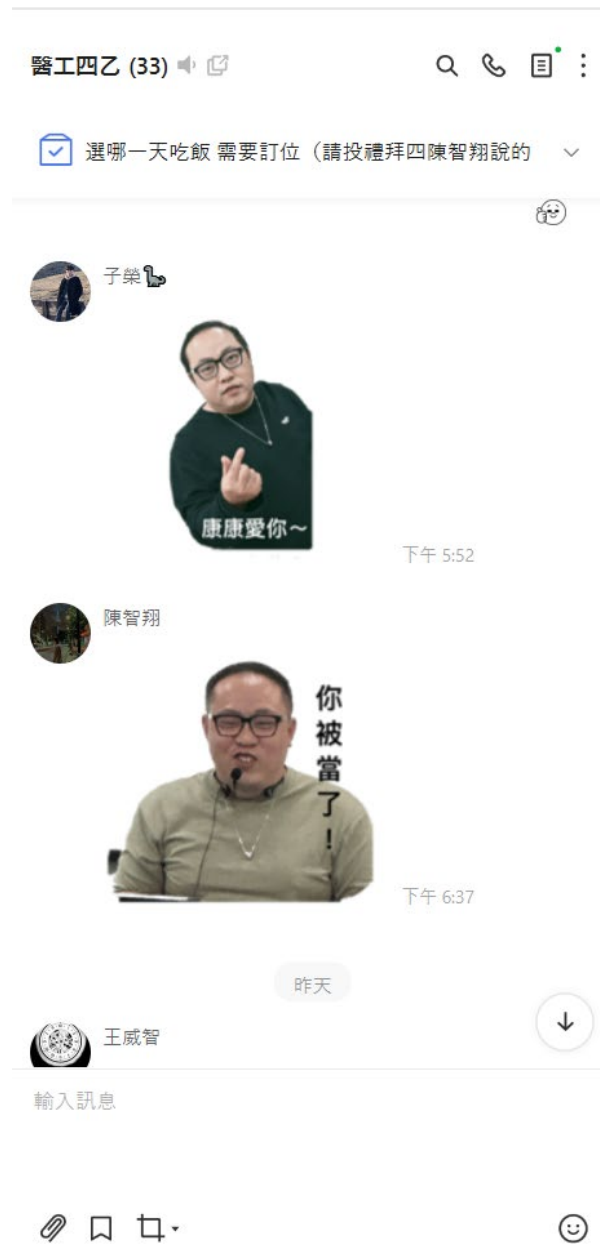 醫工四乙 (33)
選哪一天吃飯 需要訂位（請投禮拜四陳智翔說的
子榮
康康愛你～
下午 5:52
陳智翔
你被當了！
下午 6:37
昨天
王威智
輸入訊息